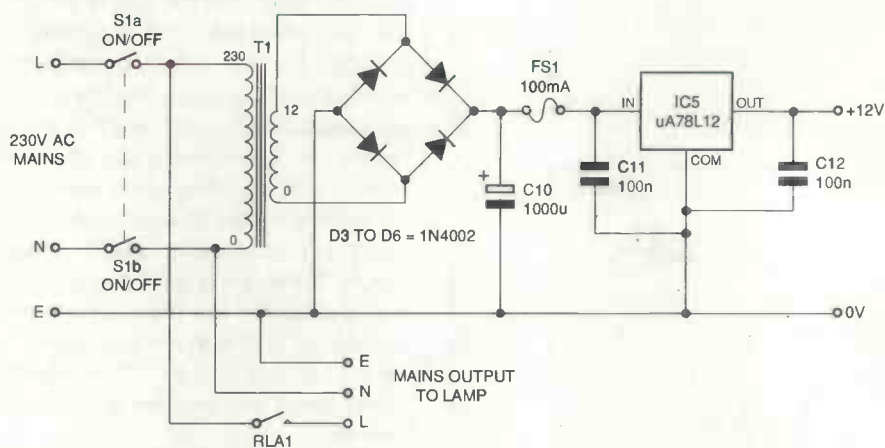 S1a
ON/OFF
L
230
T1
12
0
0
230V AC
MAINS
N
S1b
ON/OFF
E
D3 TO D6 = 1N4002
+
C10
1000u
FS1
100mA
IN
IC5
uA78L12
OUT
COM
C11
100n
C12
100n
+12V
0V
E
N
L
MAINS OUTPUT
TO LAMP
RLA1